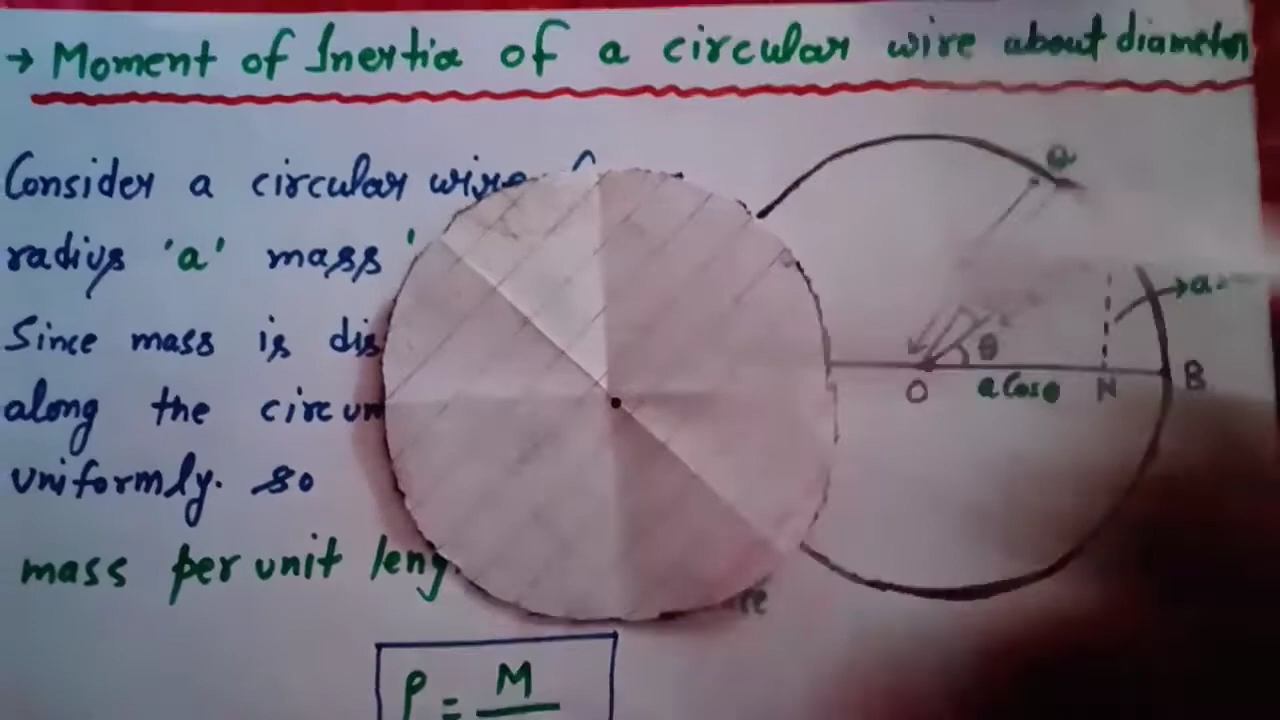 → Moment of Inertia of a circular wire about diameter
Consider a circular wire
radius 'a' mass '
Since mass is dis
along the circum
uniformly. so
mass per unit leng
ρ = M
Q
→a
θ
O
a Cosθ
N
B